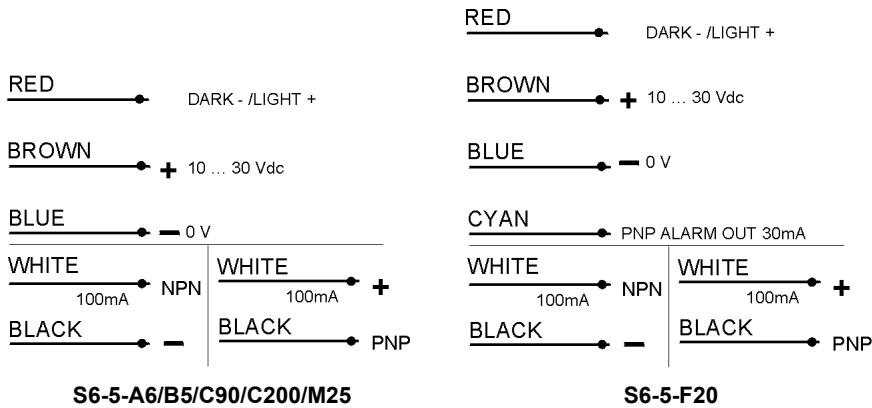 RED
DARK - /LIGHT +
BROWN
+ 10 ... 30 Vdc
BLUE
- 0 V
WHITE
100mA
NPN
BLACK
-
WHITE
100mA
+
BLACK
PNP
S6-5-A6/B5/C90/C200/M25
RED
DARK - /LIGHT +
BROWN
+ 10 ... 30 Vdc
BLUE
- 0 V
CYAN
PNP ALARM OUT 30mA
WHITE
100mA
NPN
BLACK
-
WHITE
100mA
+
BLACK
PNP
S6-5-F20